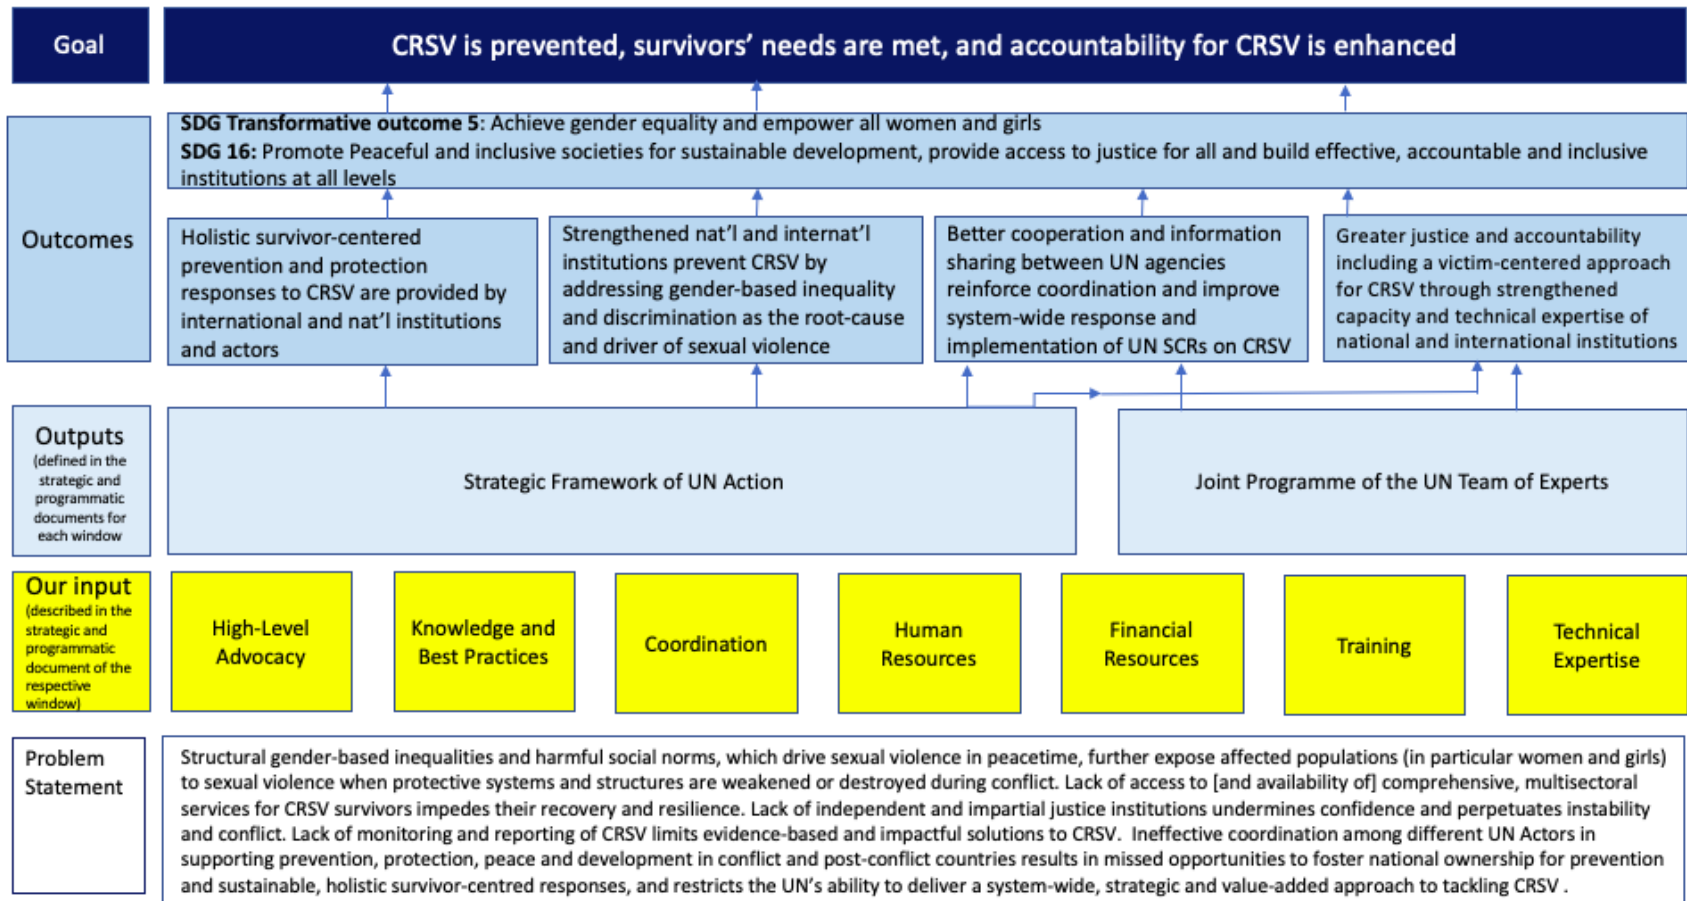 Goal
CRSV is prevented, survivors’ needs are met, and accountability for CRSV is enhanced
Outcomes
SDG Transformative outcome 5: Achieve gender equality and empower all women and girls
SDG 16: Promote Peaceful and inclusive societies for sustainable development, provide access to justice for all and build effective, accountable and inclusive
institutions at all levels
Holistic survivor-centered
prevention and protection
responses to CRSV are provided by
international and nat’l institutions
and actors
Strengthened nat’l and internat’l
institutions prevent CRSV by
addressing gender-based inequality
and discrimination as the root-cause
and driver of sexual violence
Better cooperation and information
sharing between UN agencies
reinforce coordination and improve
system-wide response and
implementation of UN SCRs on CRSV
Greater justice and accountability
including a victim-centered approach
for CRSV through strengthened
capacity and technical expertise of
national and international institutions
Outputs
(defined in the
strategic and
programmatic
documents for
each window
Strategic Framework of UN Action
Joint Programme of the UN Team of Experts
Our input
(described in the
strategic and
programmatic
document of the
respective
window)
High-Level
Advocacy
Knowledge and
Best Practices
Coordination
Human
Resources
Financial
Resources
Training
Technical
Expertise
Problem
Statement
Structural gender-based inequalities and harmful social norms, which drive sexual violence in peacetime, further expose affected populations (in particular women and girls)
to sexual violence when protective systems and structures are weakened or destroyed during conflict. Lack of access to [and availability of] comprehensive, multisectoral
services for CRSV survivors impedes their recovery and resilience. Lack of independent and impartial justice institutions undermines confidence and perpetuates instability
and conflict. Lack of monitoring and reporting of CRSV limits evidence-based and impactful solutions to CRSV.  Ineffective coordination among different UN Actors in
supporting prevention, protection, peace and development in conflict and post-conflict countries results in missed opportunities to foster national ownership for prevention
and sustainable, holistic survivor-centred responses, and restricts the UN’s ability to deliver a system-wide, strategic and value-added approach to tackling CRSV .